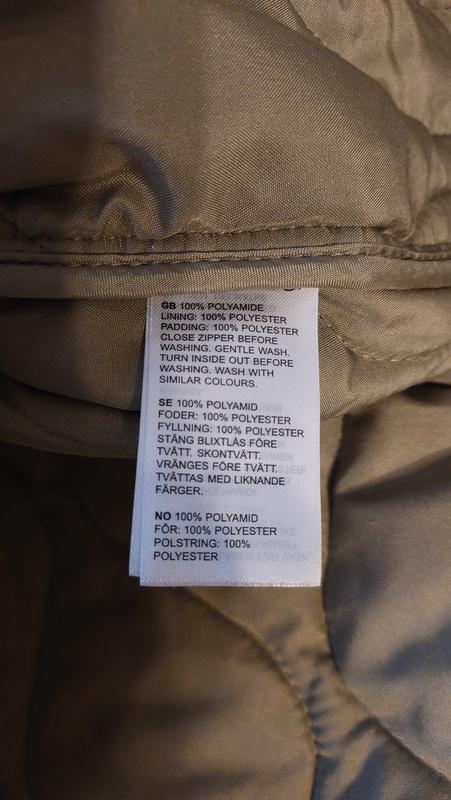 GB 100% POLYAMIDE
LINING: 100% POLYESTER
PADDING: 100% POLYESTER
CLOSE ZIPPER BEFORE
WASHING. GENTLE WASH.
TURN INSIDE OUT BEFORE
WASHING. WASH WITH
SIMILAR COLOURS.
SE 100% POLYAMID
FODER: 100% POLYESTER
FYLLNING: 100% POLYESTER
STÄNG BLIXTLÅS FÖRE
TVÄTT. SKONTVÄTT.
VRÄNGES FÖRE TVÄTT.
TVÄTTAS MED LIKNANDE
FÄRGER.
NO 100% POLYAMID
FÔR: 100% POLYESTER
POLSTRING: 100%
POLYESTER